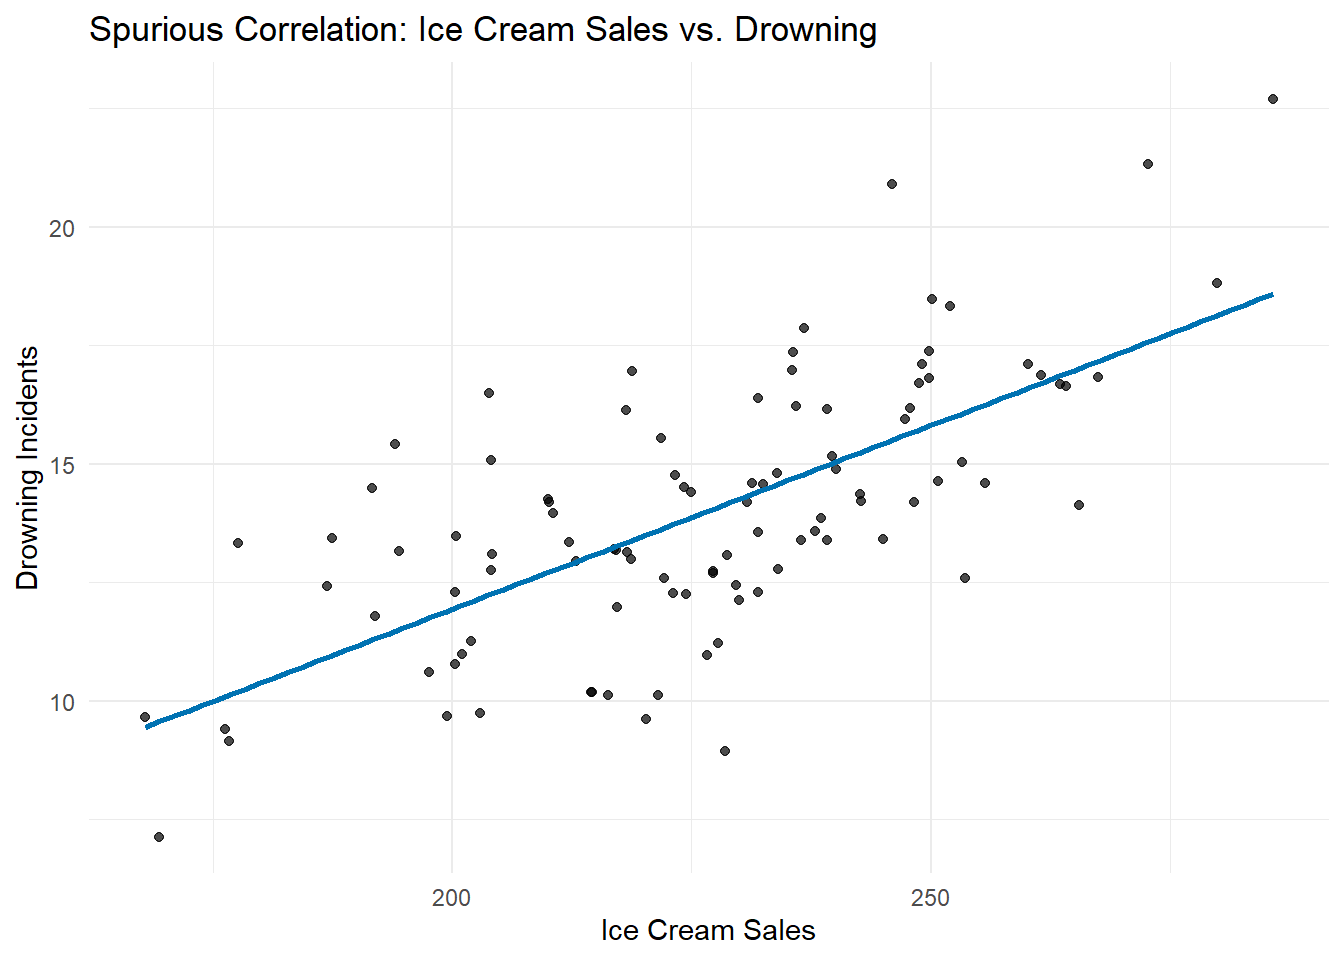 Spurious Correlation: Ice Cream Sales vs. Drowning
20
15
10
Drowning Incidents
200
250
Ice Cream Sales